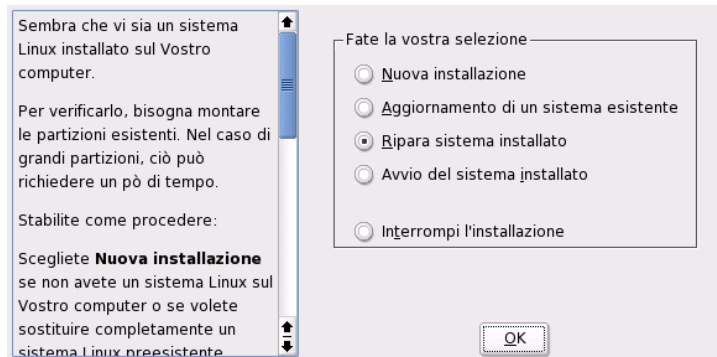 Sembra che vi sia un sistema
Linux installato sul Vostro
computer.
Per verificarlo, bisogna montare
le partizioni esistenti. Nel caso di
grandi partizioni, ciò può
richiedere un pò di tempo.
Stabilite come procedere:
Scegliete Nuova installazione
se non avete un sistema Linux sul
Vostro computer o se volete
sostituire completamente un
sistema Linux preesistente
Fate la vostra selezione
Nuova installazione
Aggiornamento di un sistema esistente
Ripara sistema installato
Avvio del sistema installato
Interrompi l'installazione
OK